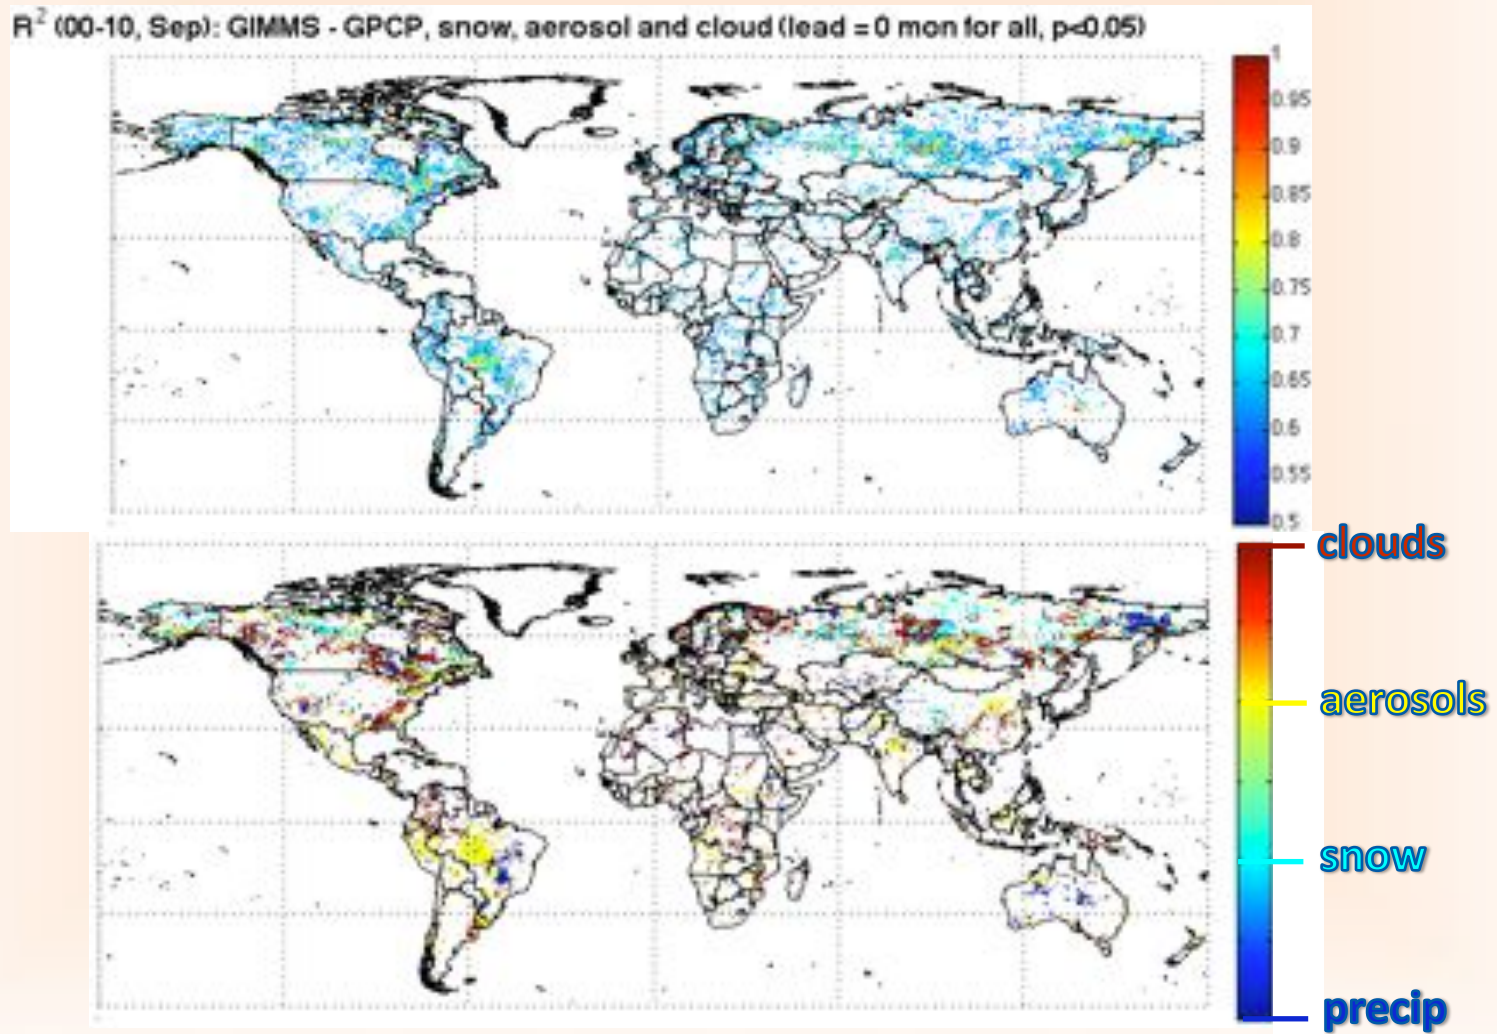 R² (00-10, Sep): GIMMS - GPCP, snow, aerosol and cloud (lead = 0 mon for all, p<0.05)
1
0.95
0.9
0.85
0.8
0.75
0.7
0.65
0.6
0.55
0.5
clouds
aerosols
snow
precip